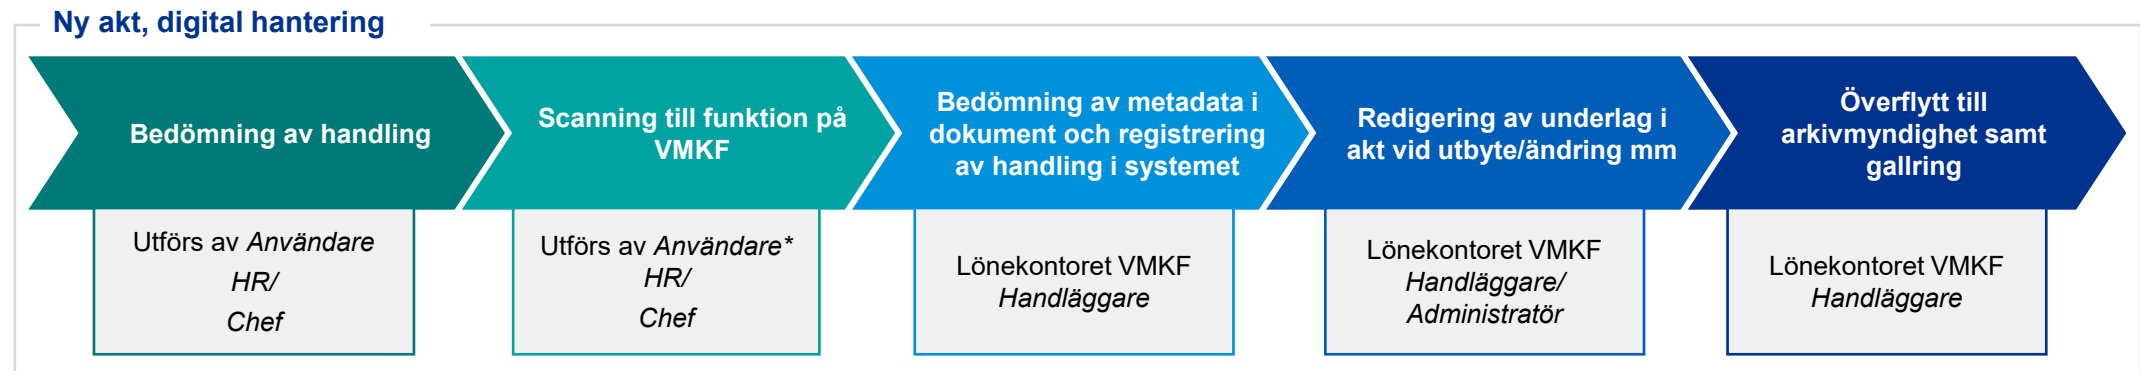 Ny akt, digital hantering
Bedömning av handling
Scanning till funktion på
VMKF
Bedömning av metadata i
dokument och registrering
av handling i systemet
Redigering av underlag i
akt vid utbyte/ändring mm
Överflytt till
arkivmyndighet samt
gallring
Utförs av Användare
HR/
Chef
Utförs av Användare*
HR/
Chef
Lönekontoret VMKF
Handläggare
Lönekontoret VMKF
Handläggare/
Administratör
Lönekontoret VMKF
Handläggare